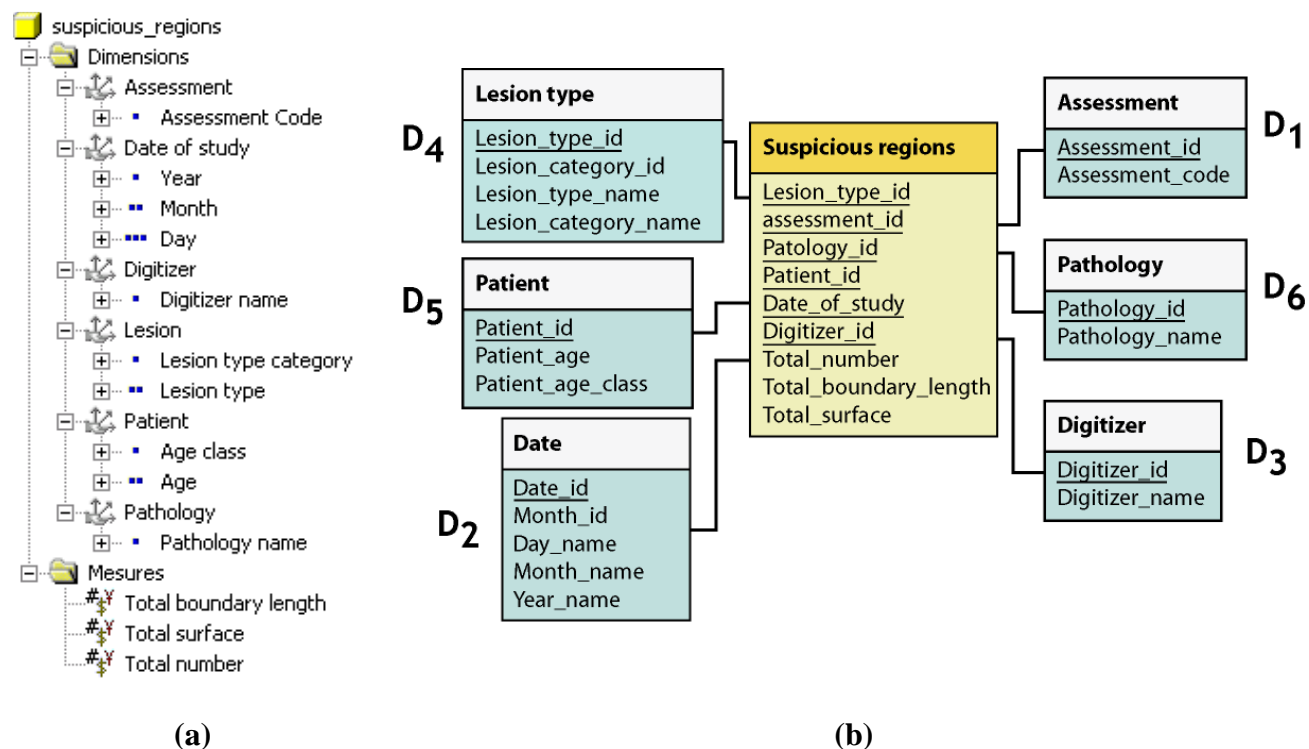 suspicious_regions
Dimensions
Assessment
Assessment Code
Date of study
Year
Month
Day
Digitizer
Digitizer name
Lesion
Lesion type category
Lesion type
Patient
Age class
Age
Pathology
Pathology name
Mesures
Total boundary length
Total surface
Total number
(a)
D4
Lesion type
Lesion_type_id
Lesion_category_id
Lesion_type_name
Lesion_category_name
D5
Patient
Patient_id
Patient_age
Patient_age_class
D2
Date
Date_id
Month_id
Day_name
Month_name
Year_name
Suspicious regions
Lesion_type_id
assessment_id
Patology_id
Patient_id
Date_of_study
Digitizer_id
Total_number
Total_boundary_length
Total_surface
Assessment
Assessment_id
Assessment_code
D1
Pathology
Pathology_id
Pathology_name
D6
Digitizer
Digitizer_id
Digitizer_name
D3
(b)